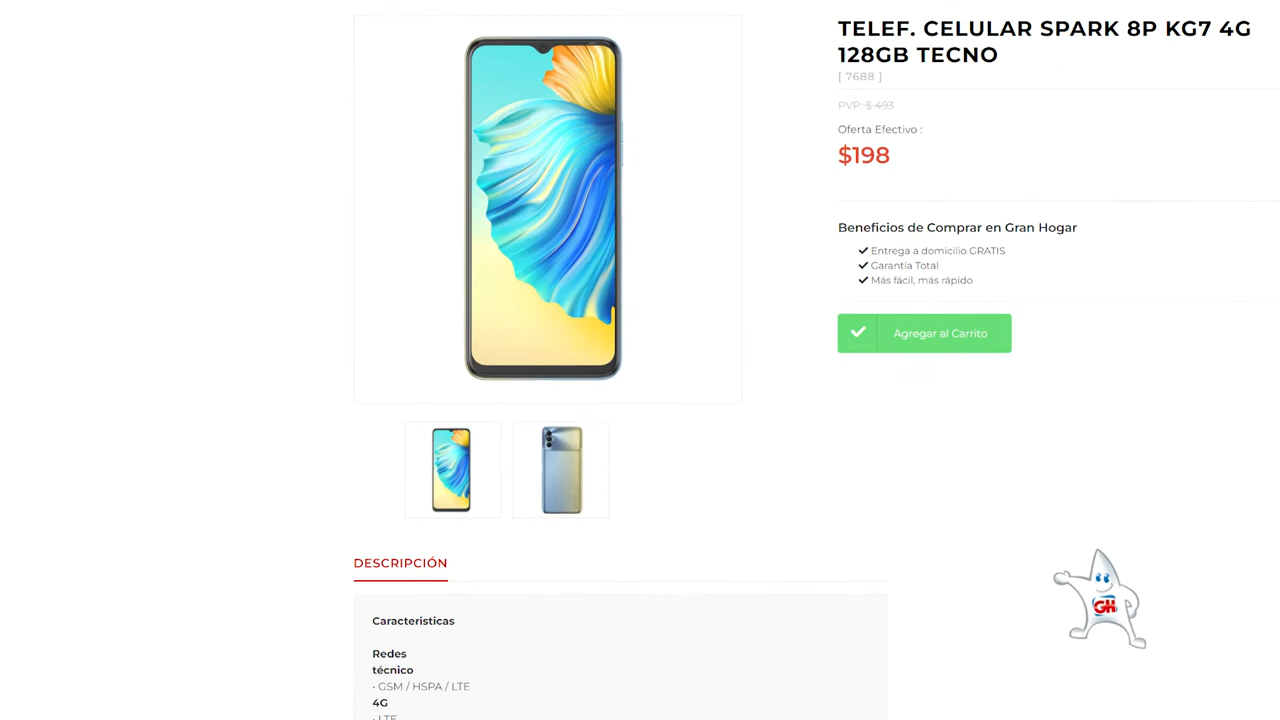 TELEF. CELULAR SPARK 8P KG7 4G
128GB TECNO
[ 7688 ]
PVP: $ 493
Oferta Efectivo :
$198
Beneficios de Comprar en Gran Hogar
Entrega a domicilio GRATIS
Garantía Total
Más fácil, más rápido
Agregar al Carrito
DESCRIPCIÓN
Caracteristicas
Redes
técnico
• GSM / HSPA / LTE
4G
• LTE
GH